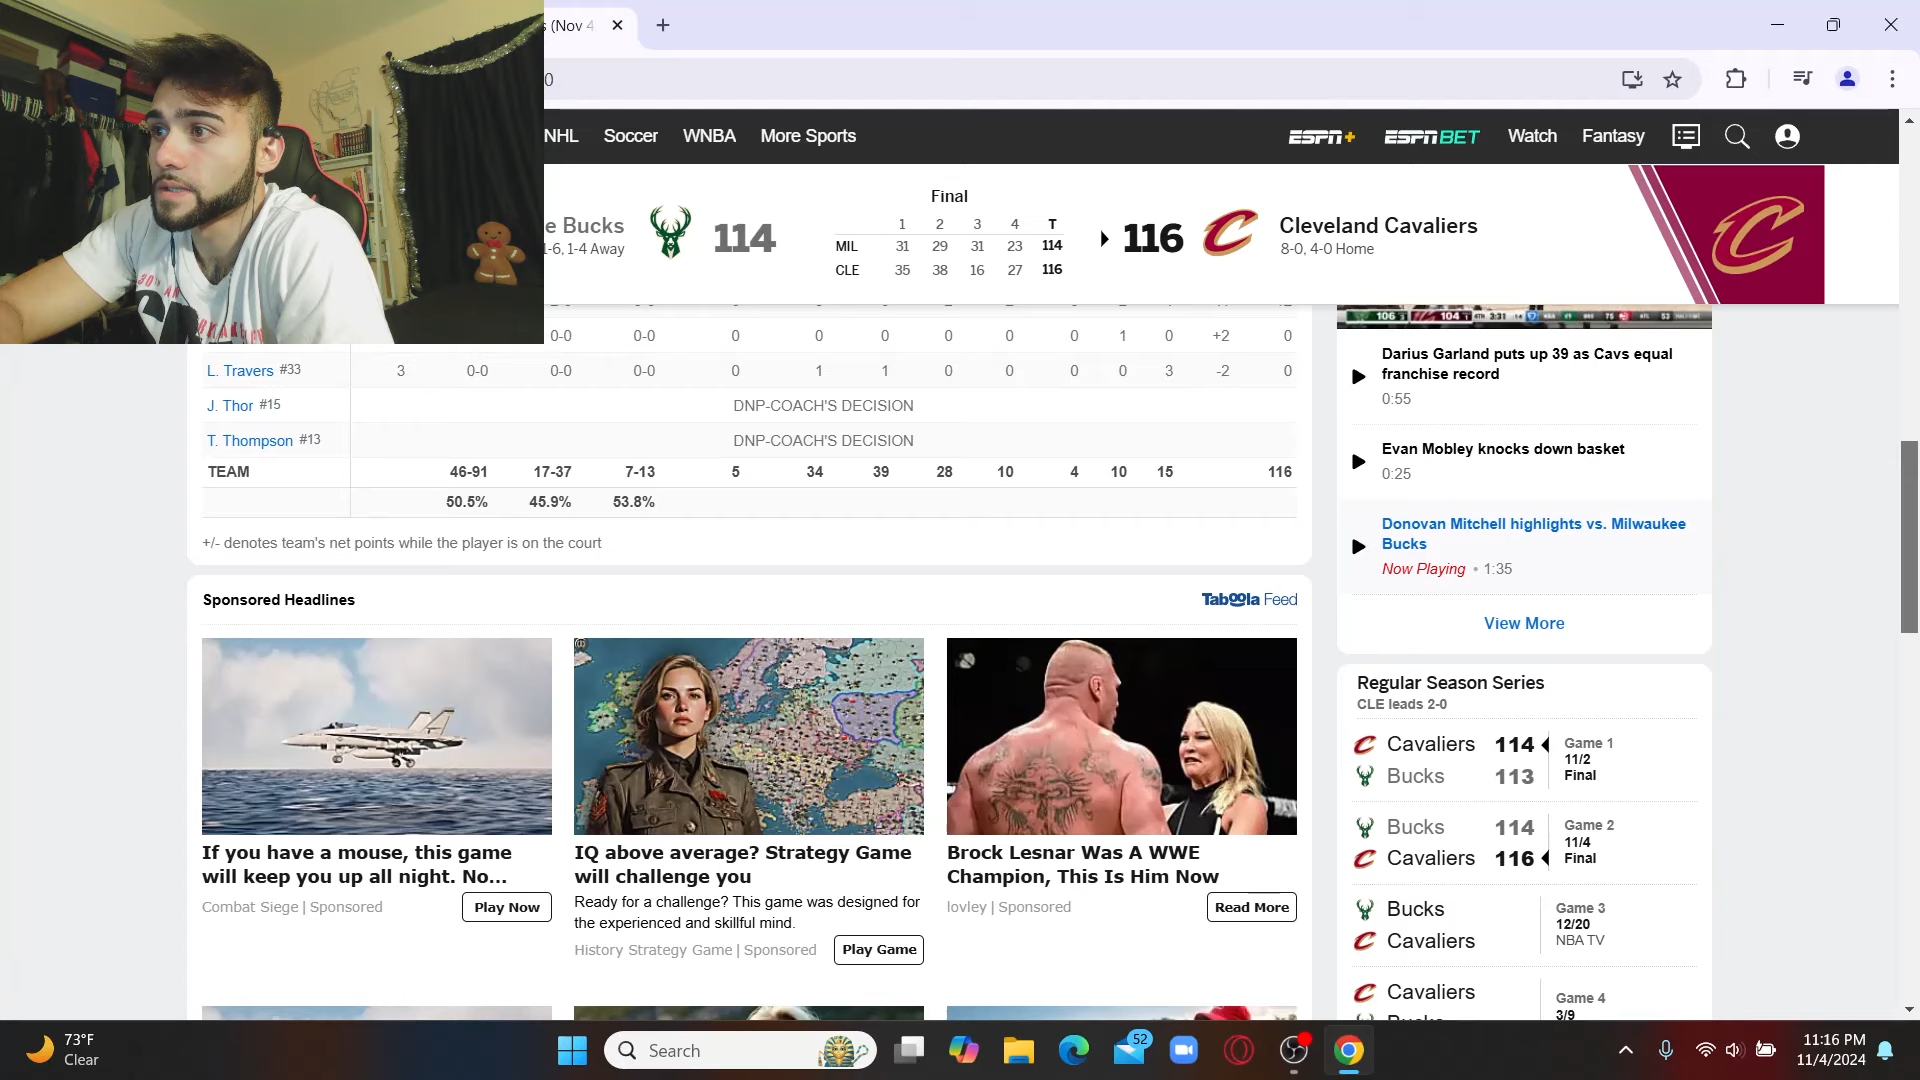 s (Nov 4
0
NHL Soccer WNBA More Sports ESPN+ ESPN BET Watch Fantasy
Final
e Bucks
1-6, 1-4 Away
114
1 2 3 4 T
MIL 31 29 31 23 114
CLE 35 38 16 27 116
116
Cleveland Cavaliers
8-0, 4-0 Home
0-0 0-0 0 0 0 0 0 0 1 0 +2 0
L. Travers #33 3 0-0 0-0 0-0 0 1 1 0 0 0 0 3 -2 0
J. Thor #15 DNP-COACH'S DECISION
T. Thompson #13 DNP-COACH'S DECISION
TEAM 46-91 17-37 7-13 5 34 39 28 10 4 10 15 116
50.5% 45.9% 53.8%
+/- denotes team's net points while the player is on the court
Sponsored Headlines
Taboola Feed
If you have a mouse, this game
will keep you up all night. No...
Combat Siege | Sponsored
Play Now
IQ above average? Strategy Game
will challenge you
Ready for a challenge? This game was designed for
the experienced and skillful mind.
History Strategy Game | Sponsored
Play Game
Brock Lesnar Was A WWE
Champion, This Is Him Now
lovley | Sponsored
Read More
106 104 4TH 3:31
Darius Garland puts up 39 as Cavs equal
franchise record
0:55
Evan Mobley knocks down basket
0:25
Donovan Mitchell highlights vs. Milwaukee
Bucks
Now Playing • 1:35
View More
Regular Season Series
CLE leads 2-0
Cavaliers 114
Bucks 113
Game 1
11/2
Final
Bucks 114
Cavaliers 116
Game 2
11/4
Final
Bucks
Cavaliers
Game 3
12/20
NBA TV
Cavaliers
Game 4
3/9
73°F
Clear
Search
52
11:16 PM
11/4/2024